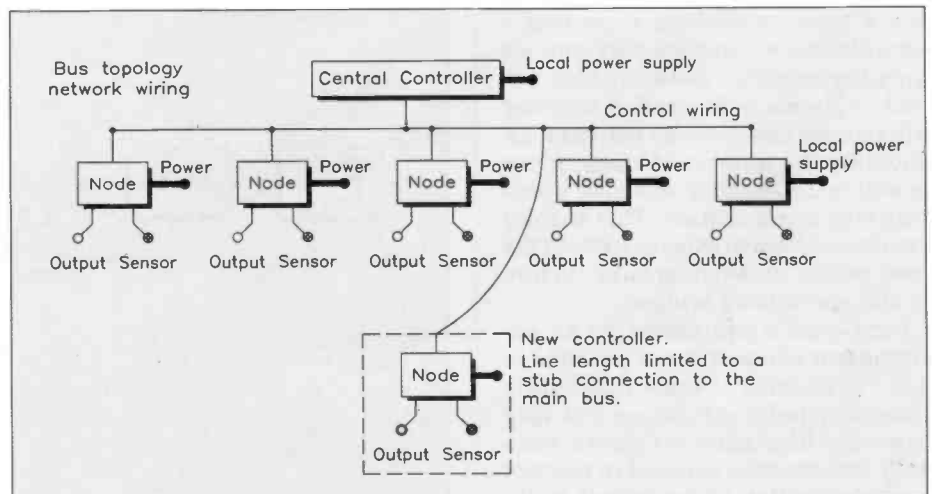 Bus topology
network wiring
Central Controller
Local power supply
Control wiring
Node
Power
Node
Power
Node
Power
Node
Power
Node
Local power
supply
Output Sensor
Output Sensor
Output Sensor
Output Sensor
Output Sensor
New controller.
Line length limited to a
stub connection to the
main bus.
Node
Output Sensor